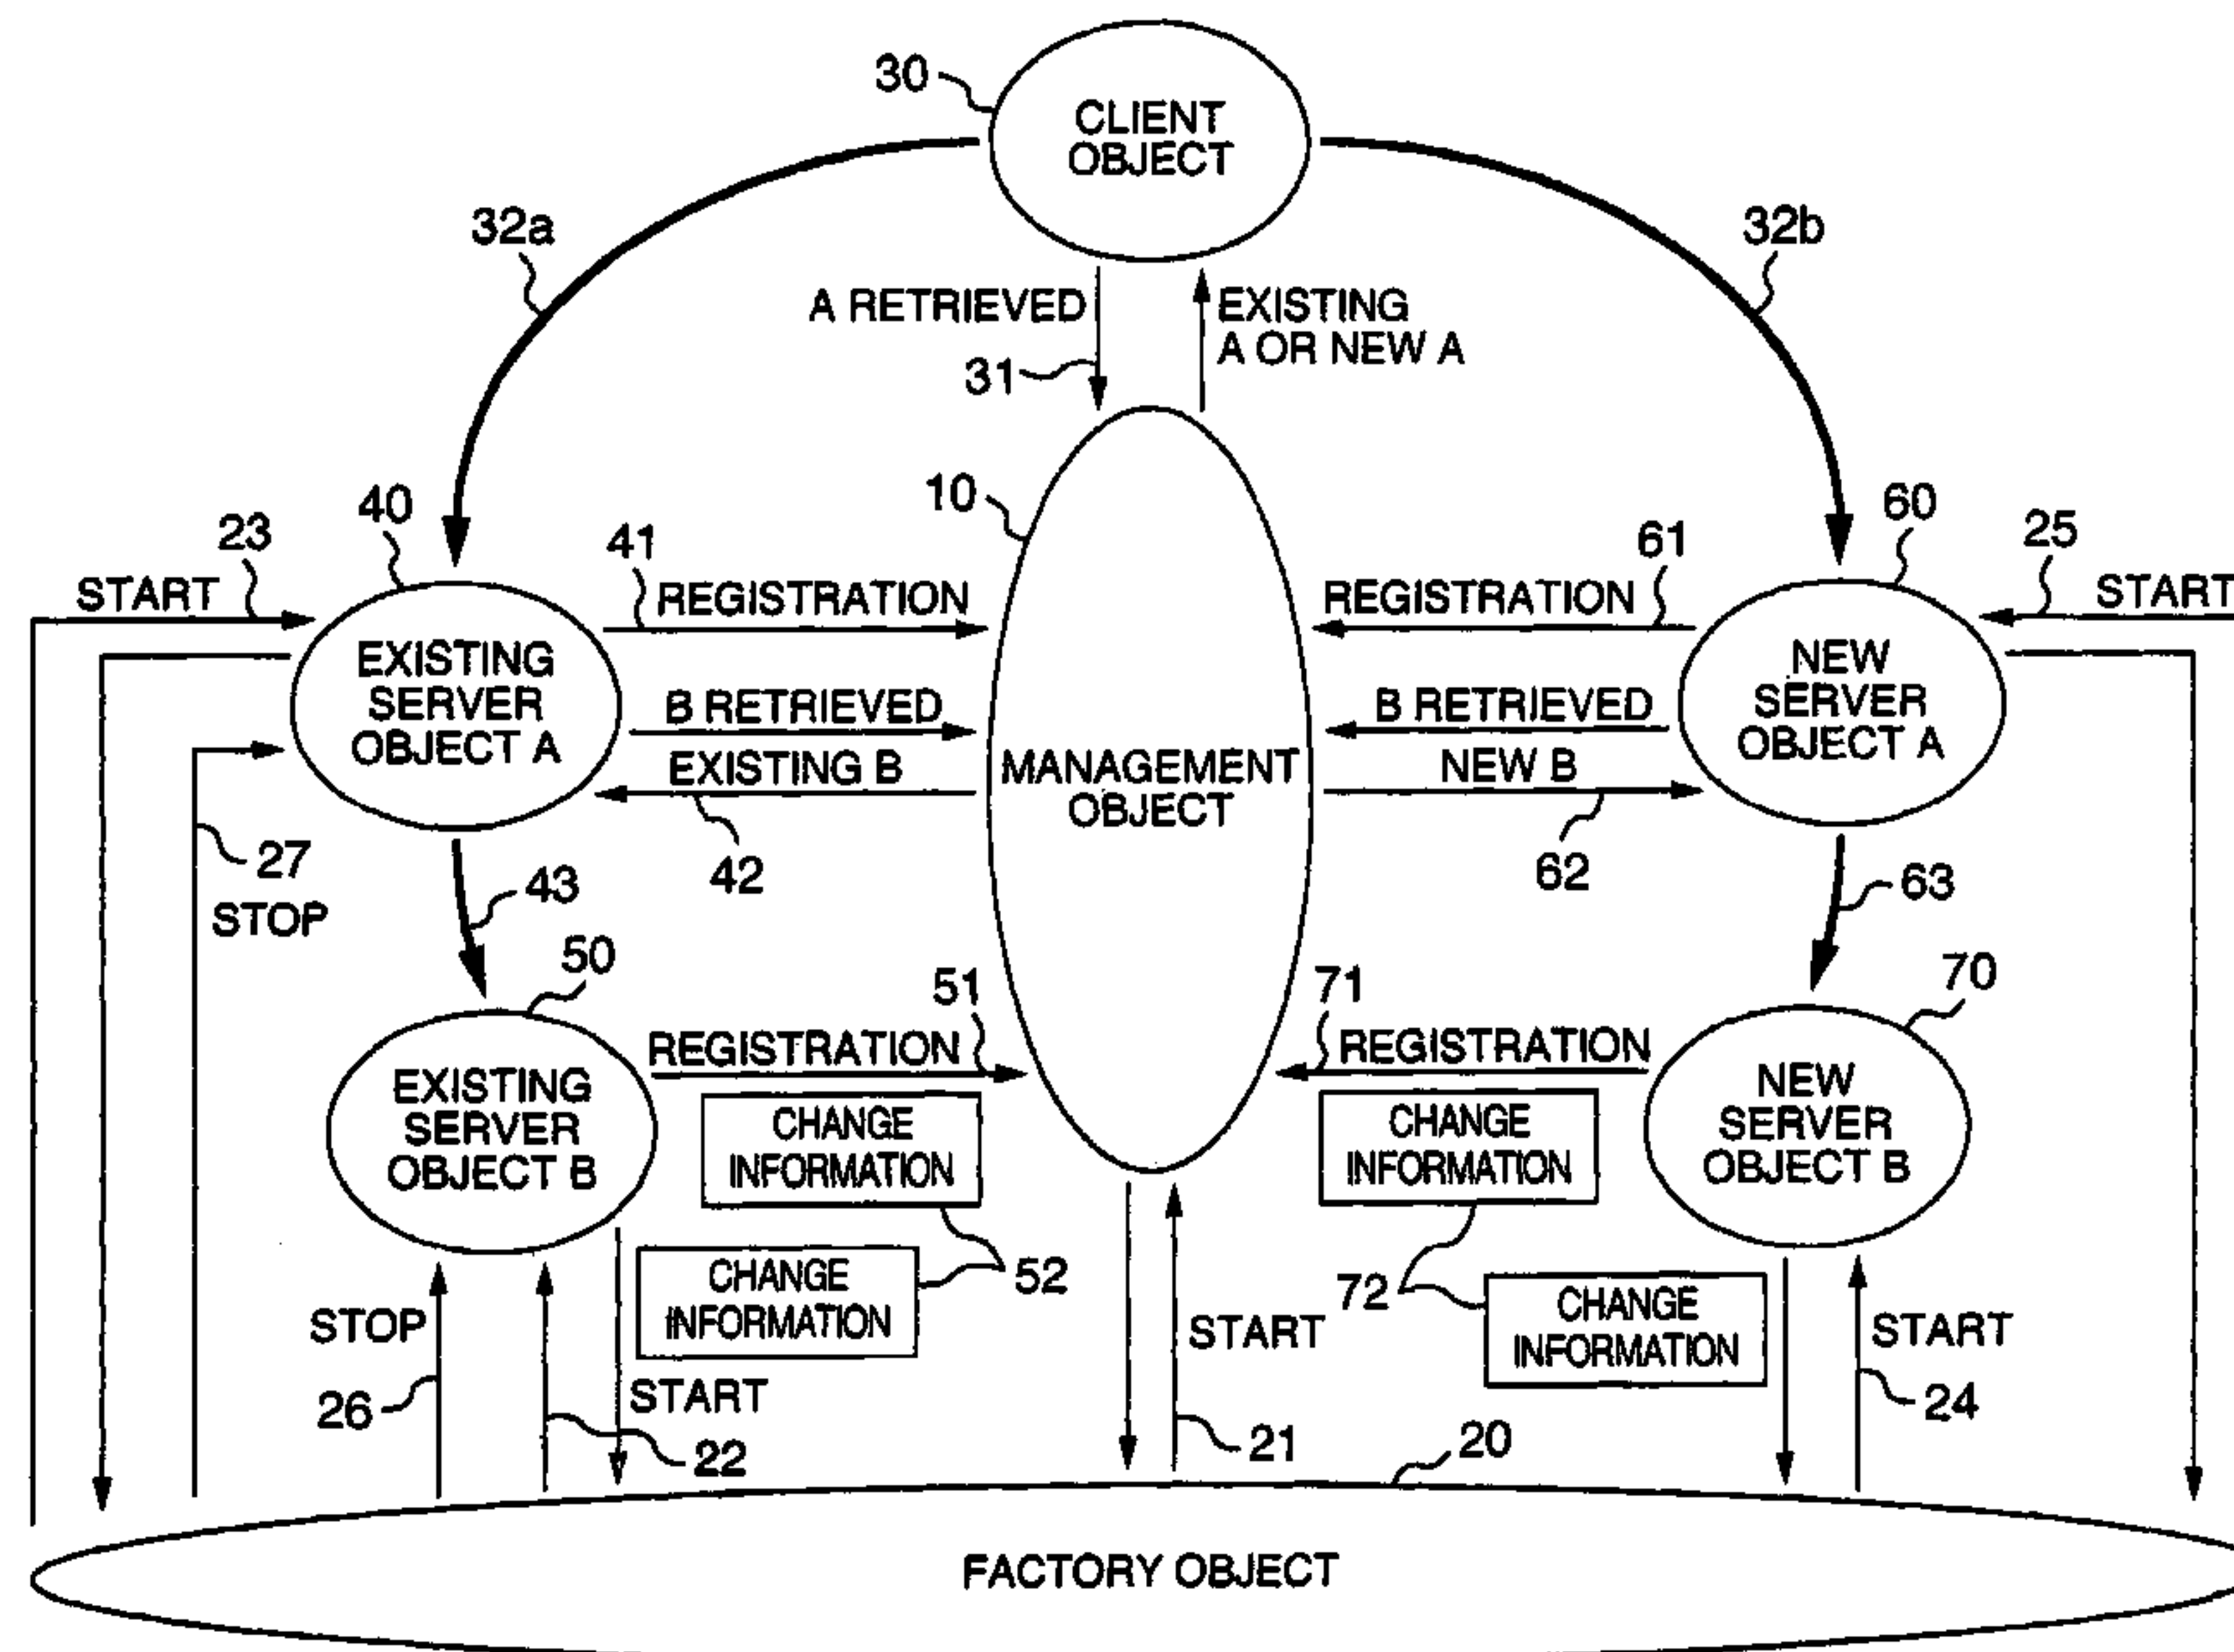 30
CLIENT
OBJECT
32a
32b
A RETRIEVED
EXISTING
A OR NEW A
31
10
40
60
23
41
61
25
START
REGISTRATION
REGISTRATION
START
EXISTING
SERVER
OBJECT A
NEW
SERVER
OBJECT A
B RETRIEVED
B RETRIEVED
EXISTING B
MANAGEMENT
OBJECT
NEW B
27
STOP
43
42
62
63
50
51
71
70
REGISTRATION
REGISTRATION
EXISTING
SERVER
OBJECT B
CHANGE
INFORMATION
CHANGE
INFORMATION
NEW
SERVER
OBJECT B
CHANGE
INFORMATION
52
72
CHANGE
INFORMATION
STOP
START
START
26
START
24
22
21
20
FACTORY OBJECT